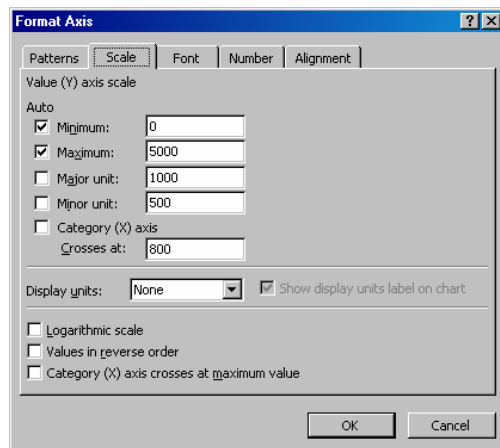 Format Axis
Patterns Scale Font Number Alignment
Value (Y) axis scale
Auto
Minimum: 0
Maximum: 5000
Major unit: 1000
Minor unit: 500
Category (X) axis
Crosses at: 800
Display units: None Show display units label on chart
Logarithmic scale
Values in reverse order
Category (X) axis crosses at maximum value
OK Cancel